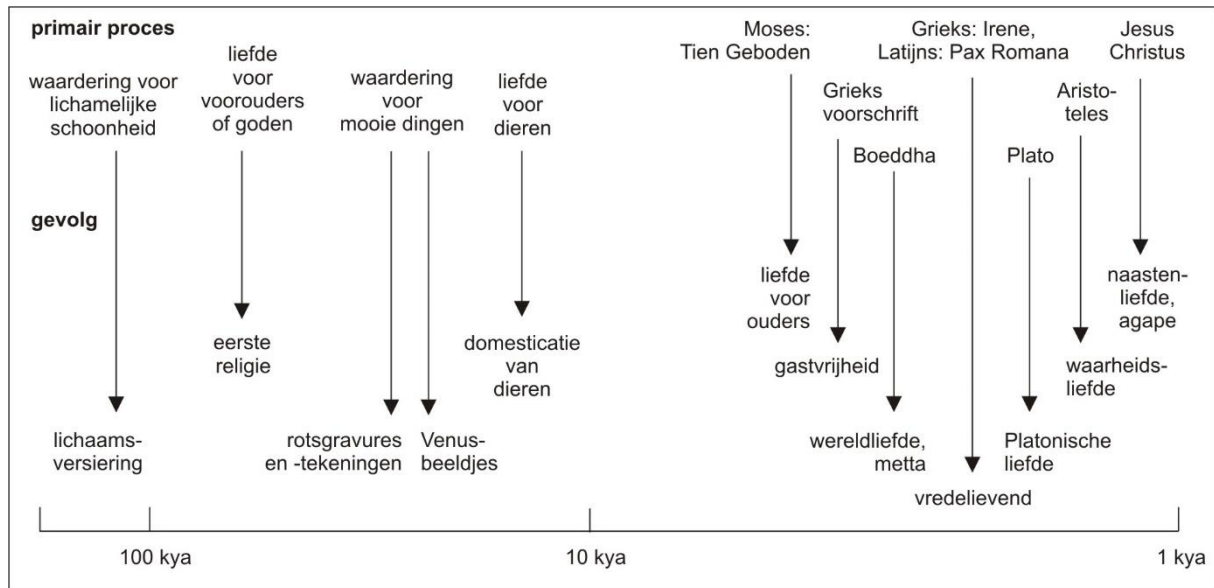 primair proces
waardering voor
lichamelijke
schoonheid
liefde
voor
voorouders
of goden
waardering
voor
mooie dingen
liefde
voor
dieren
Moses:
Tien Geboden
Grieks
voorschrift
Boeddha
Grieks: Irene,
Latijns: Pax Romana
Plato
Aristo-
teles
Jesus
Christus
gevolg
lichaams-
versiering
eerste
religie
rotsgravures
en -tekeningen
Venus-
beeldjes
domesticatie
van
dieren
liefde
voor
ouders
gastvrijheid
wereldliefde,
metta
vredelievend
Platonische
liefde
waarheids-
liefde
naasten-
liefde,
agape
100 kya
10 kya
1 kya